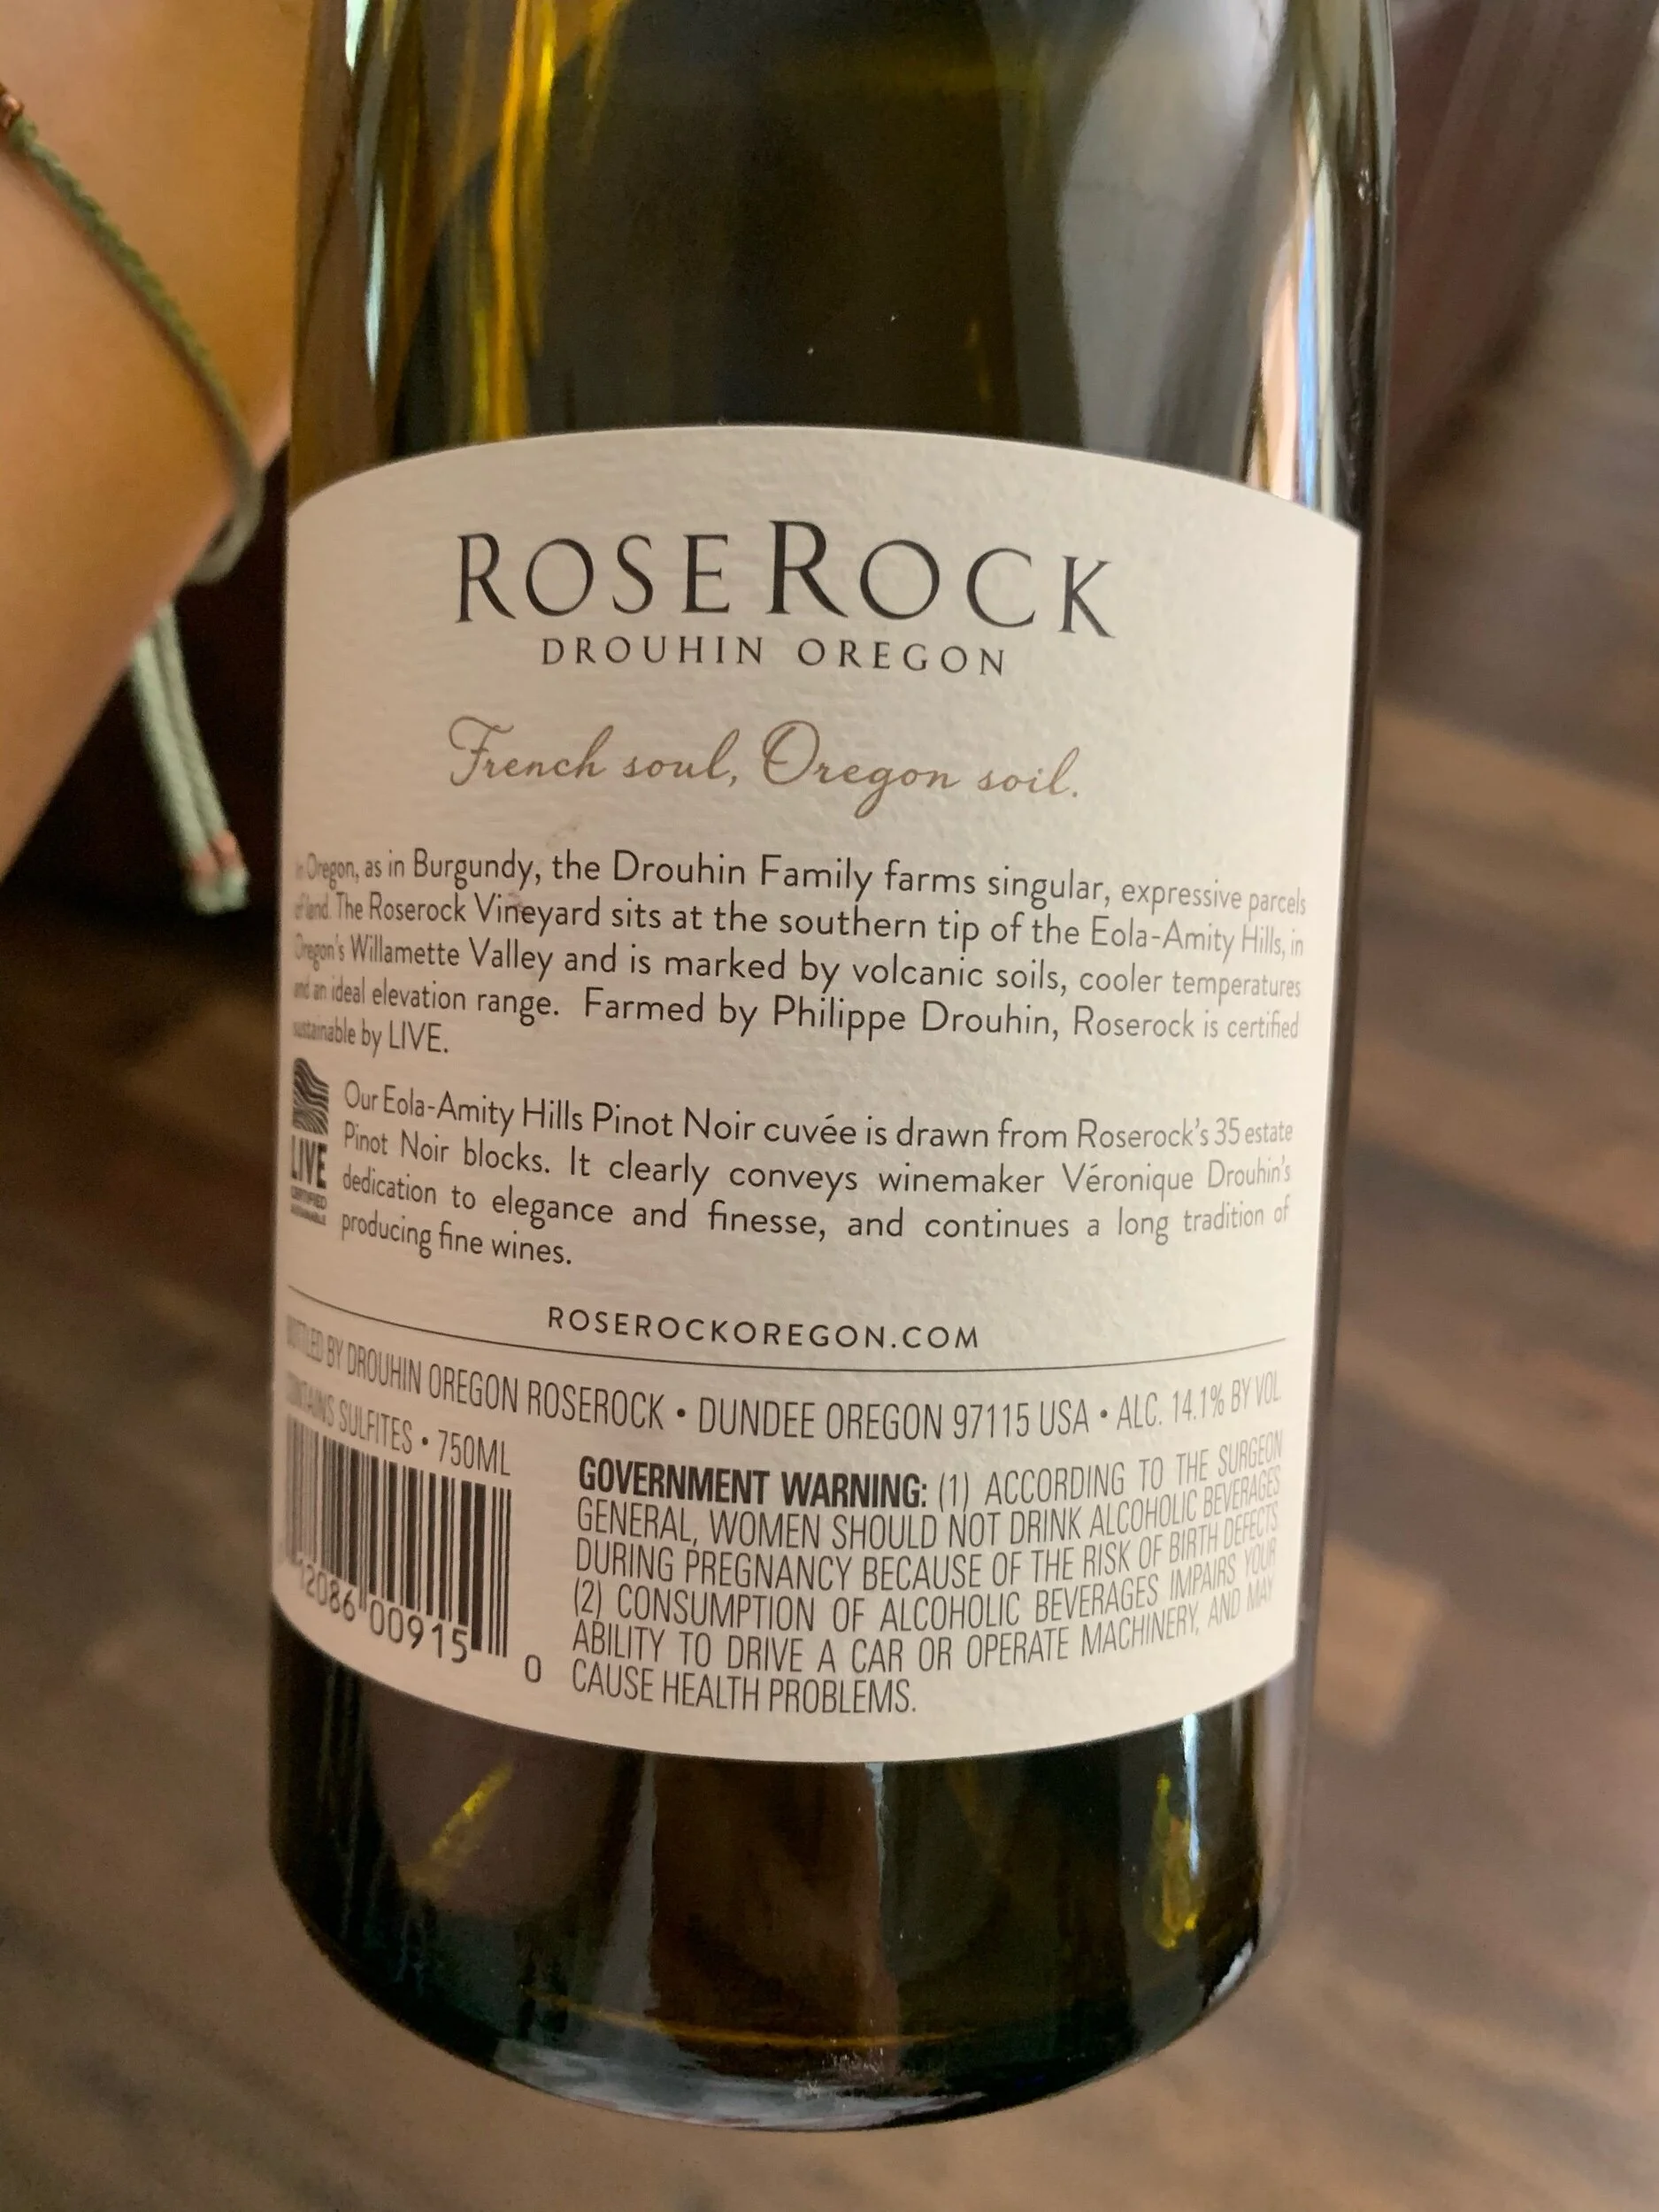 ROSEROCK
DROUHIN OREGON
French soul, Oregon soil.
In Oregon, as in Burgundy, the Drouhin Family farms singular, expressive parcels
of land. The Roserock Vineyard sits at the southern tip of the Eola-Amity Hills, in
Oregon's Willamette Valley and is marked by volcanic soils, cooler temperatures
and an ideal elevation range. Farmed by Philippe Drouhin, Roserock is certified
sustainable by LIVE.
Our Eola-Amity Hills Pinot Noir cuvée is drawn from Roserock's 35 estate
Pinot Noir blocks. It clearly conveys winemaker Véronique Drouhin's
dedication to elegance and finesse, and continues a long tradition of
producing fine wines.
LIVE
CERTIFIED
SUSTAINABLE
ROSEROCKOREGON.COM
BOTTLED BY DROUHIN OREGON ROSEROCK • DUNDEE OREGON 97115 USA • ALC. 14.1% BY VOL.
CONTAINS SULFITES • 750ML
12086 00915 0
GOVERNMENT WARNING: (1) ACCORDING TO THE SURGEON
GENERAL, WOMEN SHOULD NOT DRINK ALCOHOLIC BEVERAGES
DURING PREGNANCY BECAUSE OF THE RISK OF BIRTH DEFECTS
(2) CONSUMPTION OF ALCOHOLIC BEVERAGES IMPAIRS YOUR
ABILITY TO DRIVE A CAR OR OPERATE MACHINERY, AND MAY
CAUSE HEALTH PROBLEMS.